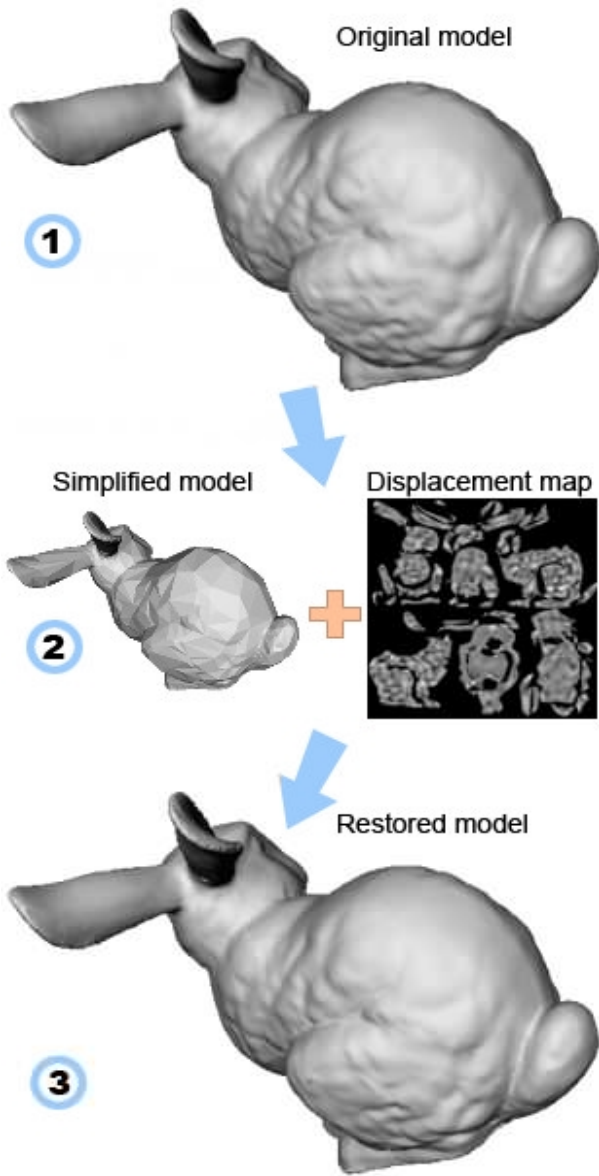 Original model
1
Simplified model
Displacement map
2
Restored model
3